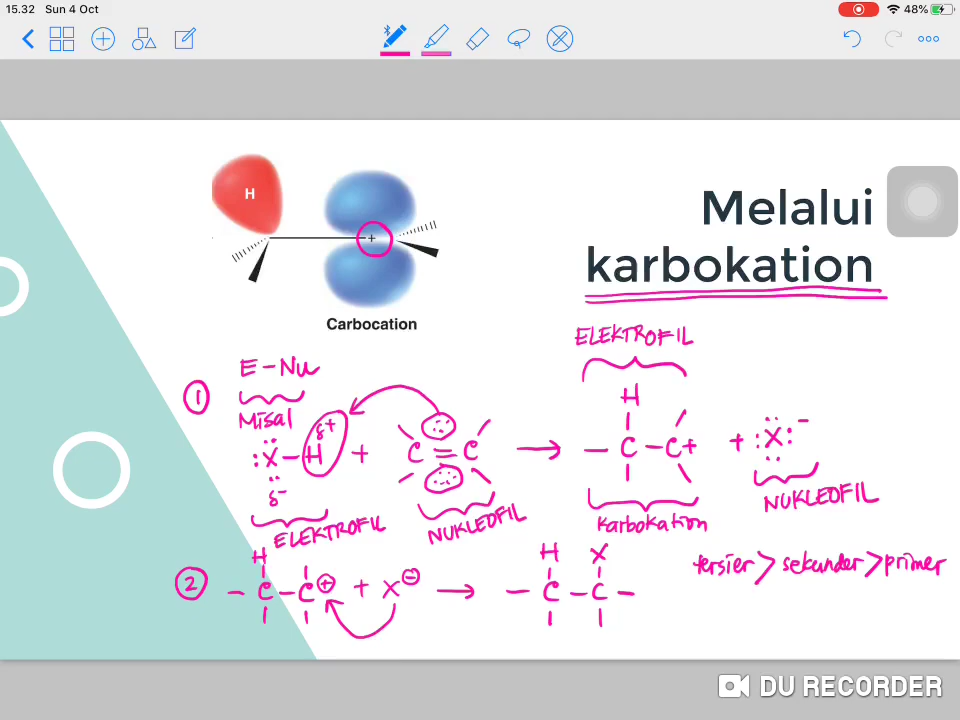 15.32 Sun 4 Oct
48%
H
+
Carbocation
Melalui
karbokation
E-Nu
① Misal
:X-H δ+ δ- + C=C → -C-C+ H + :X: -
ELEKTROFIL
NUKLEOFIL
ELEKTROFIL
Karbokation
NUKLEOFIL
tersier > sekunder > primer
② H -C-C⊕ + X⊖ → H X -C-C-
DU RECORDER